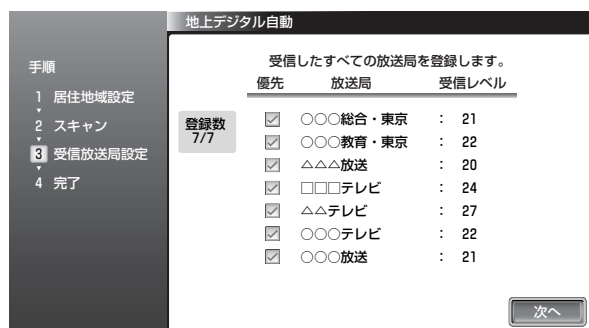 地上デジタル自動
手順
1 居住地域設定
2 スキャン
3 受信放送局設定
4 完了
受信したすべての放送局を登録します。
優先 放送局 受信レベル
登録数
7/7
○○○総合・東京 : 21
○○○教育・東京 : 22
△△△放送 : 20
□□□テレビ : 24
△△テレビ : 27
○○○テレビ : 22
○○○放送 : 21
次へ